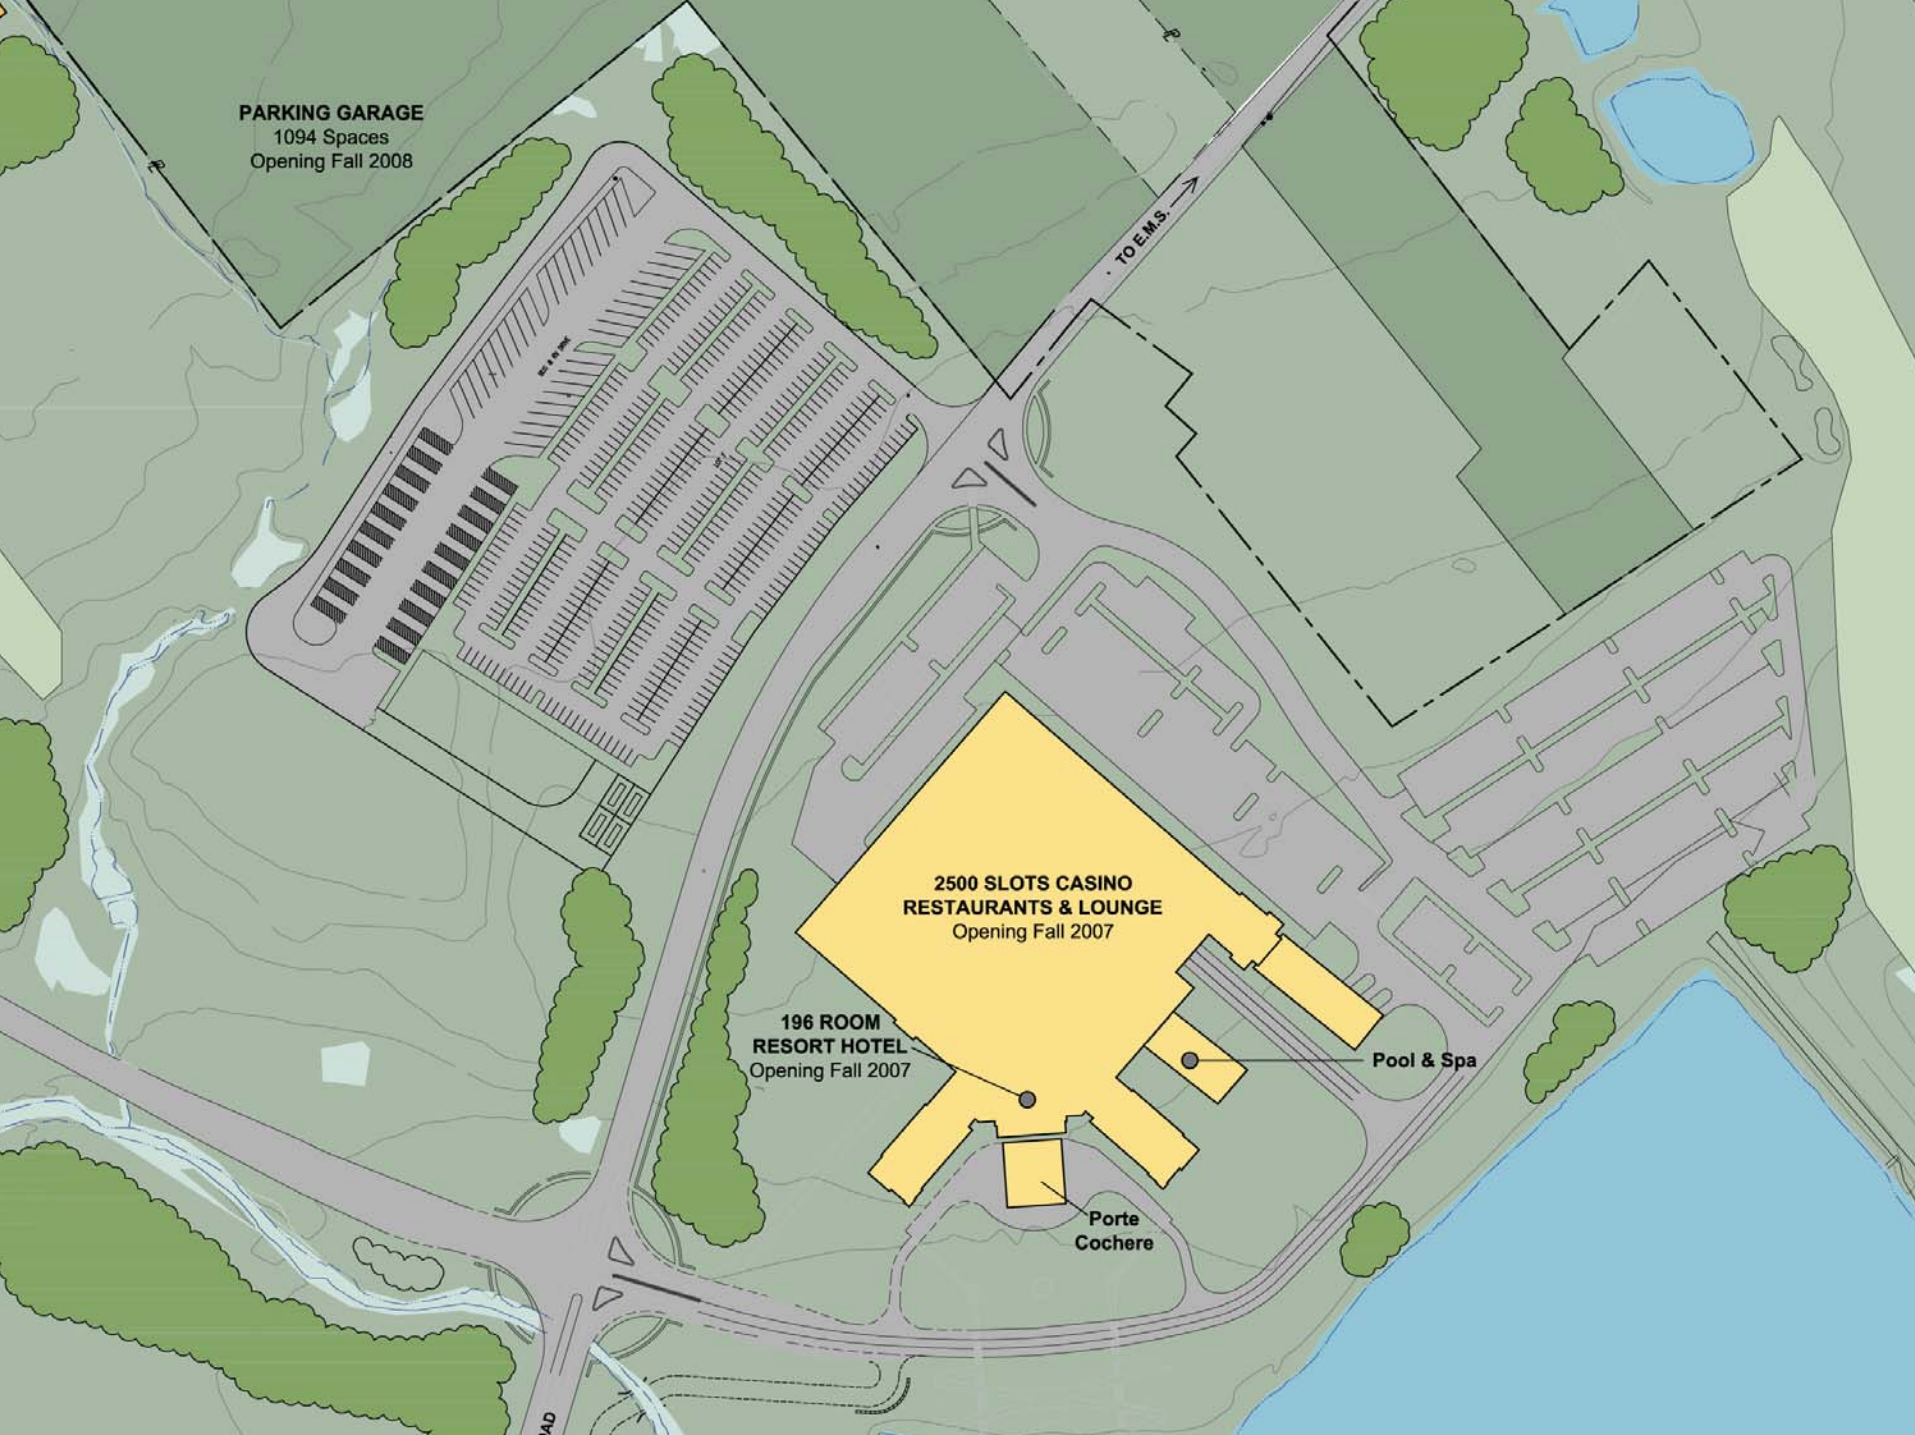 PARKING GARAGE
1094 Spaces
Opening Fall 2008
TO E.M.S.
2500 SLOTS CASINO
RESTAURANTS & LOUNGE
Opening Fall 2007
196 ROOM
RESORT HOTEL
Opening Fall 2007
Pool & Spa
Porte
Cochere